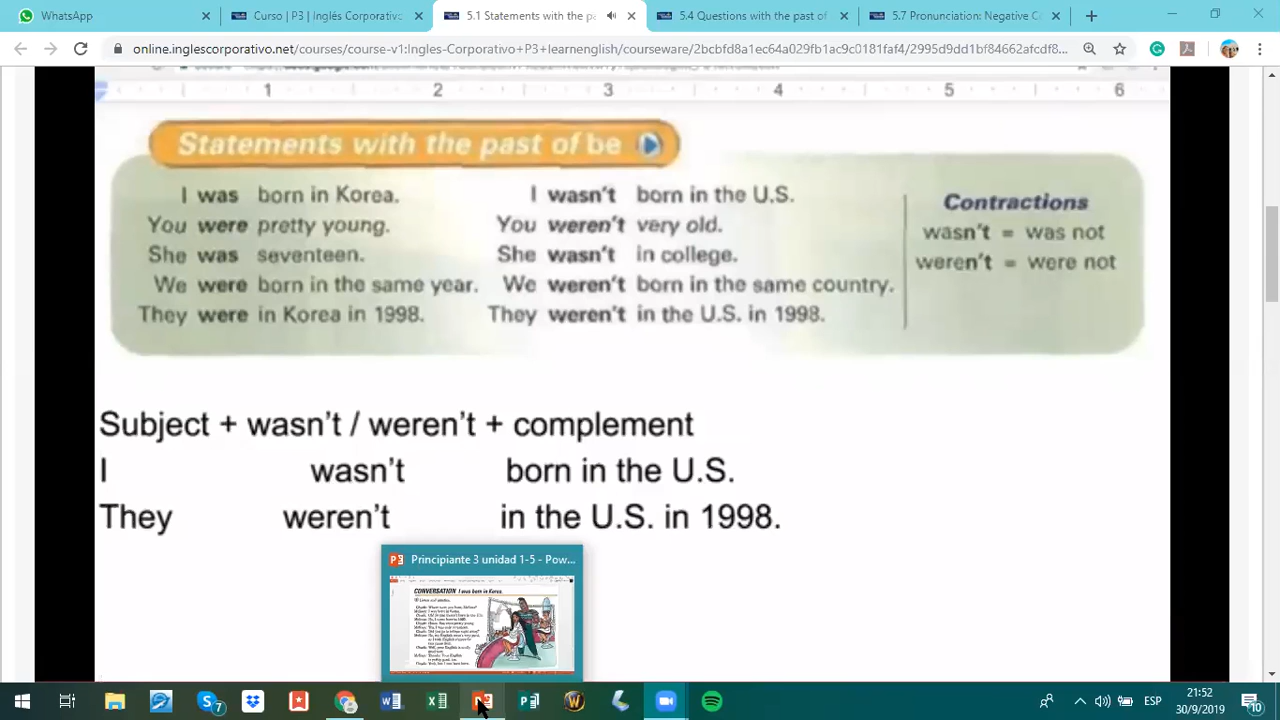 WhatsApp
Curso | P3 | Inglés Corporativo
5.1 Statements with the pa
5.4 Questions with the past of
5.7 Pronunciation: Negative C
online.inglescorporativo.net/courses/course-v1:Ingles-Corporativo+P3+learnenglish/courseware/
1 2 3 4 5 6
Statements with the past of be
I was born in Korea. I wasn't born in the U.S.
You were pretty young. You weren't very old.
She was seventeen. She wasn't in college.
We were born in the same year. We weren't born in the same country.
They were in Korea in 1998. They weren't in the U.S. in 1998.
Contractions
wasn't = was not
weren't = were not
Subject + wasn't / weren't + complement
I wasn't born in the U.S.
They weren't in the U.S. in 1998.
Principiante 3 unidad 1-5 - Pow...
CONVERSATION I was born in Korea.
ESP
21:52
30/9/2019